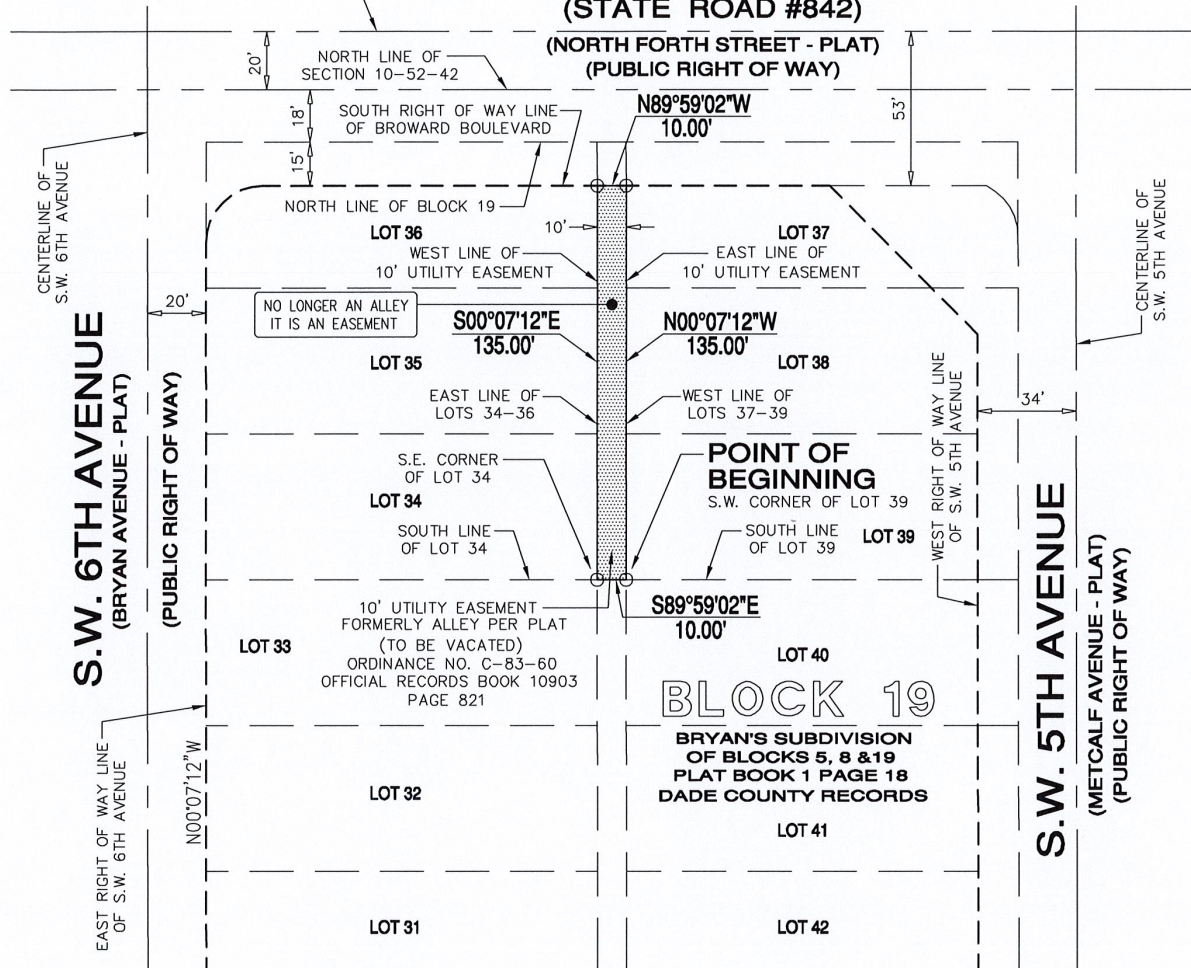 (STATE ROAD #842)
(NORTH FORTH STREET - PLAT)
(PUBLIC RIGHT OF WAY)
20'
NORTH LINE OF
SECTION 10-52-42
18'
SOUTH RIGHT OF WAY LINE
OF BROWARD BOULEVARD
N89°59'02"W
10.00'
53'
15'
CENTERLINE OF
S.W. 6TH AVENUE
CENTERLINE OF
S.W. 5TH AVENUE
NORTH LINE OF BLOCK 19
LOT 36
10'
LOT 37
WEST LINE OF
10' UTILITY EASEMENT
EAST LINE OF
10' UTILITY EASEMENT
20'
NO LONGER AN ALLEY
IT IS AN EASEMENT
S00°07'12"E
135.00'
N00°07'12"W
135.00'
LOT 35
LOT 38
EAST LINE OF
LOTS 34-36
WEST LINE OF
LOTS 37-39
34'
WEST RIGHT OF WAY LINE
OF S.W. 5TH AVENUE
S.W. 6TH AVENUE
(BRYAN AVENUE - PLAT)
(PUBLIC RIGHT OF WAY)
S.E. CORNER
OF LOT 34
POINT OF
BEGINNING
S.W. CORNER OF LOT 39
LOT 34
SOUTH LINE
OF LOT 34
SOUTH LINE
OF LOT 39
LOT 39
S.W. 5TH AVENUE
(METCALF AVENUE - PLAT)
(PUBLIC RIGHT OF WAY)
10' UTILITY EASEMENT
FORMERLY ALLEY PER PLAT
(TO BE VACATED)
ORDINANCE NO. C-83-60
OFFICIAL RECORDS BOOK 10903
PAGE 821
S89°59'02"E
10.00'
LOT 33
LOT 40
BLOCK 19
BRYAN'S SUBDIVISION
OF BLOCKS 5, 8 &19
PLAT BOOK 1 PAGE 18
DADE COUNTY RECORDS
EAST RIGHT OF WAY LINE
OF S.W. 6TH AVENUE
N00°07'12"W
LOT 32
LOT 41
LOT 31
LOT 42